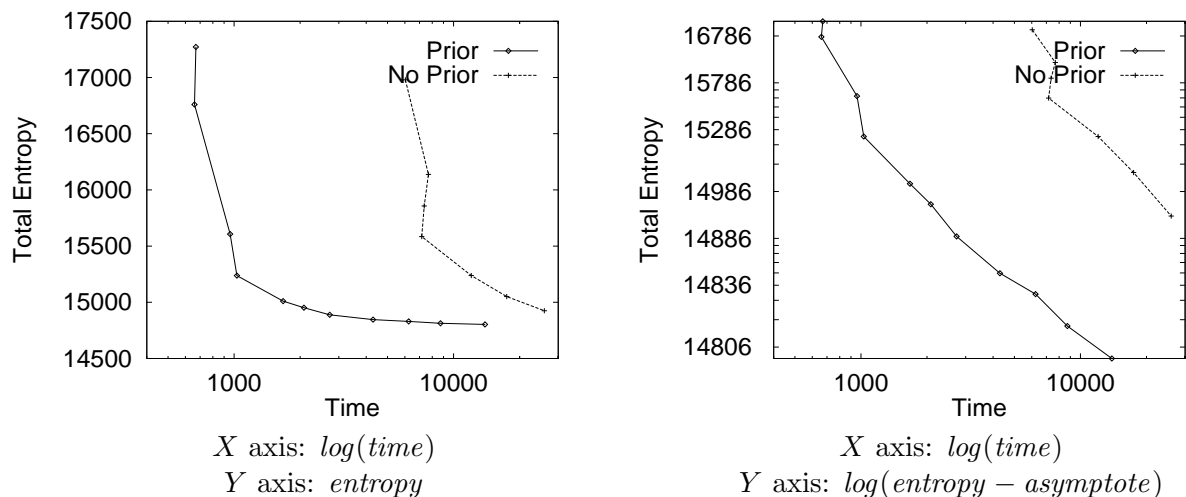 17500
17000
16500
16000
15500
15000
14500
Total Entropy
Prior
No Prior
1000
10000
Time
X axis: log(time)
Y axis: entropy
16786
15786
15286
14986
14886
14836
14806
Total Entropy
Prior
No Prior
1000
10000
Time
X axis: log(time)
Y axis: log(entropy − asymptote)